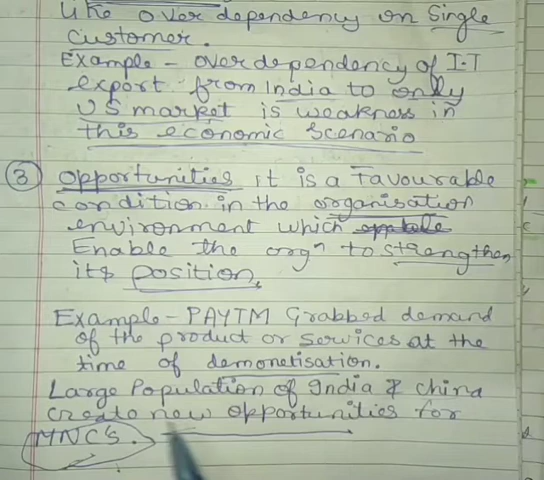 like over dependency on Single
Customer.
Example - over dependency of I.T
export from India to only
US market is weakness in
this economic Scenario
③ Opportunities it is a Favourable
condition in the organisation
environment which
Enable the orgn to strengthen
its position.
Example - PAYTM Grabbed demand
of the product or services at the
time of demonetisation.
Large Population of India & China
create new opportunities for
MNCS.